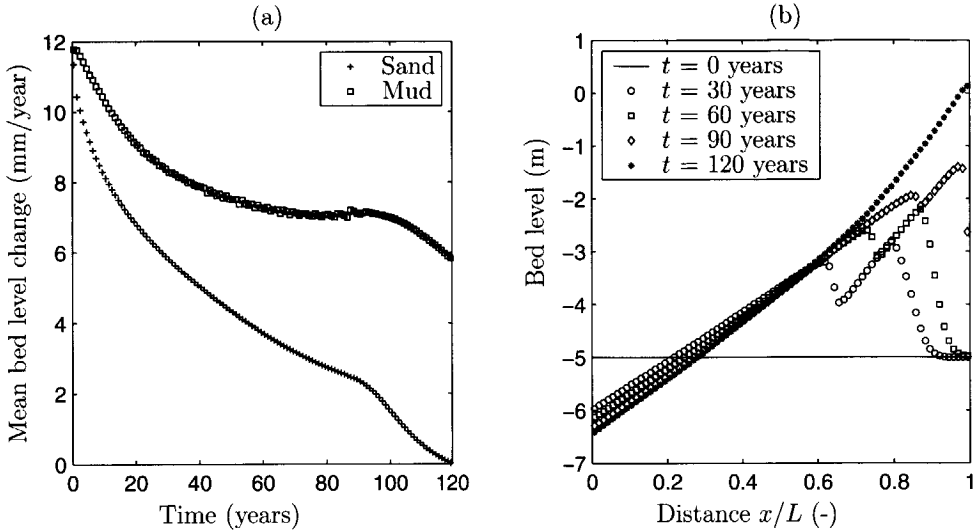 (a)
Mean bed level change (mm/year)
12
10
8
6
4
2
0
Sand
Mud
0 20 40 60 80 100 120
Time (years)
(b)
Bed level (m)
1
0
−1
−2
−3
−4
−5
−6
−7
t = 0 years
t = 30 years
t = 60 years
t = 90 years
t = 120 years
0 0.2 0.4 0.6 0.8 1
Distance x/L (-)